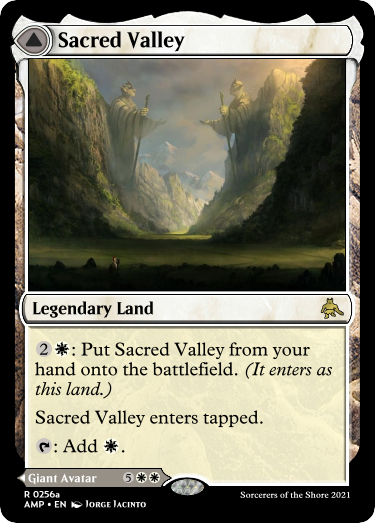 Sacred Valley
Legendary Land
2 : Put Sacred Valley from your
hand onto the battlefield. (It enters as
this land.)
Sacred Valley enters tapped.
: Add .
Giant Avatar 5
R 0256a
AMP • EN Jorge Jacinto
Sorcerers of the Shore 2021